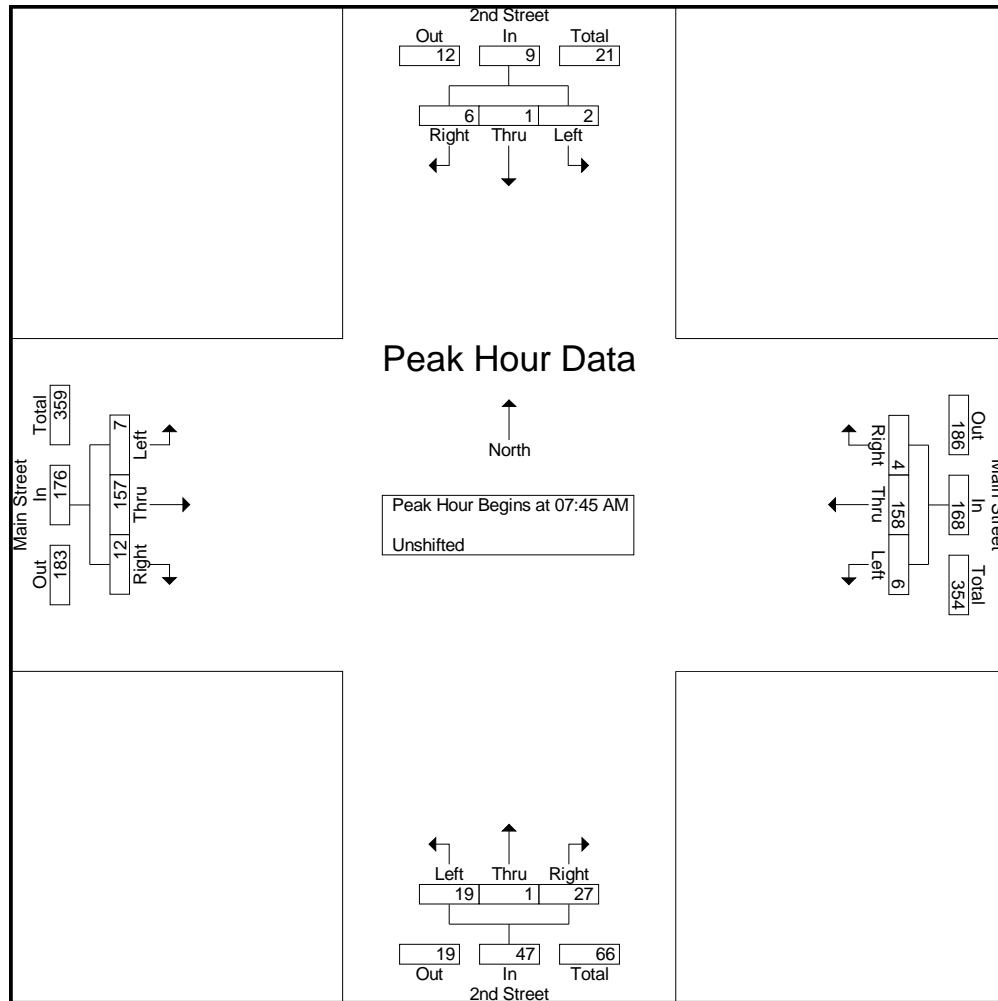 2nd Street
Out In Total
12 9 21
6 1 2
Right Thru Left
Peak Hour Data
North
Peak Hour Begins at 07:45 AM
Unshifted
Main Street
Total In Out
359 176 183
7 157 12
Left Thru Right
Right Thru Left
4 158 6
Out In Total
186 168 354
Main Street
Left Thru Right
19 1 27
19 47 66
Out In Total
2nd Street